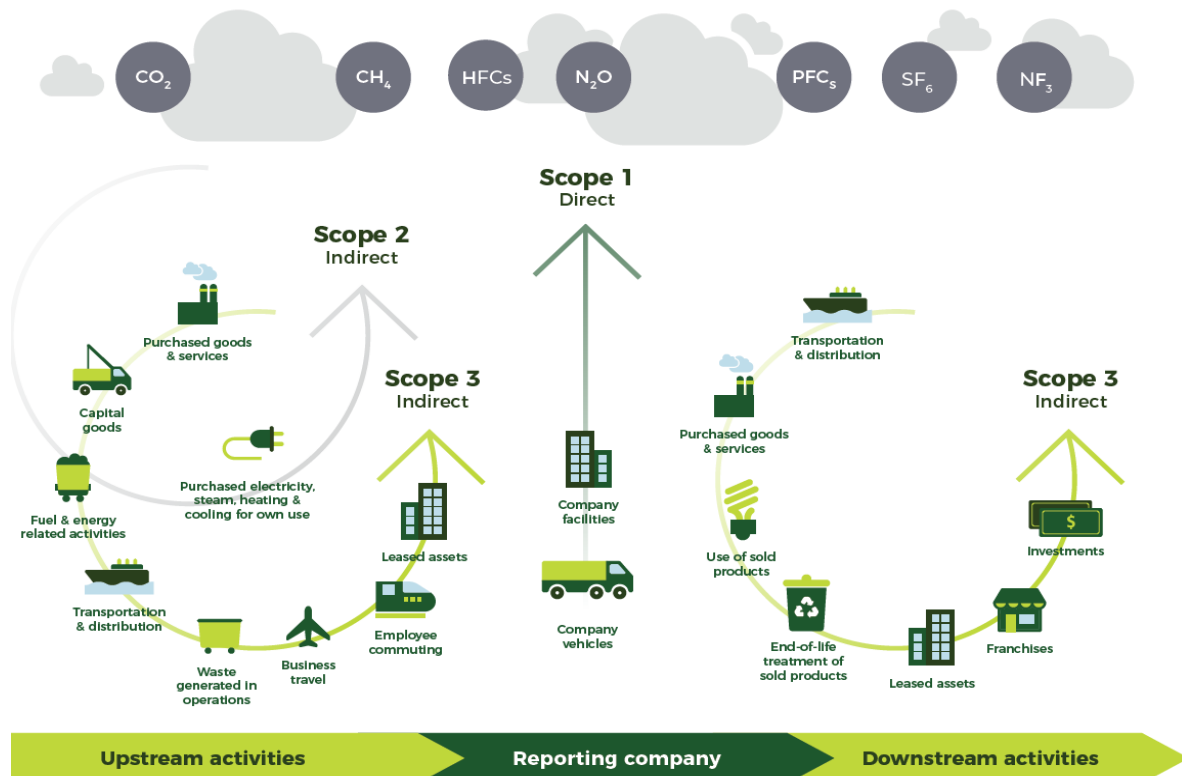 CO₂
CH₄
HFCs
N₂O
PFCs
SF₆
NF₃
Scope 1
Direct
Scope 2
Indirect
Purchased goods
& services
Capital
goods
Fuel & energy
related activities
Purchased electricity,
steam, heating &
cooling for own use
Transportation
& distribution
Waste
generated in
operations
Business
travel
Employee
commuting
Leased assets
Scope 3
Indirect
Company
facilities
Company
vehicles
Transportation
& distribution
Purchased goods
& services
Use of sold
products
End-of-life
treatment of
sold products
Leased assets
Franchises
$
Investments
Scope 3
Indirect
Upstream activities
Reporting company
Downstream activities